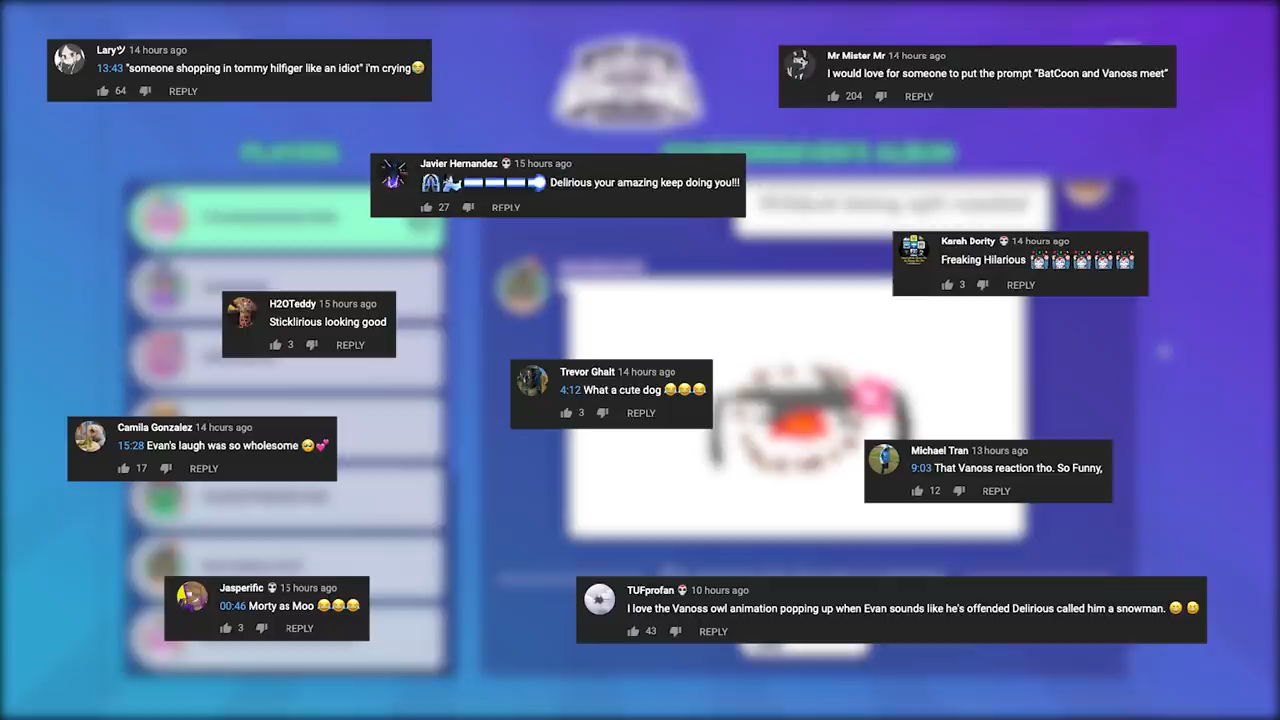 Laryツ 14 hours ago
13:43 "someone shopping in tommy hilfiger like an idiot" i'm crying😂
64 REPLY
Mr Mister Mr 14 hours ago
I would love for someone to put the prompt "BatCoon and Vanoss meet"
204 REPLY
Javier Hernandez 15 hours ago
Delirious your amazing keep doing you!!!
27 REPLY
Karah Dority 14 hours ago
Freaking Hilarious
3 REPLY
H2OTeddy 15 hours ago
Sticklirious looking good
3 REPLY
Trevor Ghalt 14 hours ago
4:12 What a cute dog 😂😂😂
3 REPLY
Camila Gonzalez 14 hours ago
15:28 Evan's laugh was so wholesome 🥺💕
17 REPLY
Michael Tran 13 hours ago
9:03 That Vanoss reaction tho. So Funny,
12 REPLY
Jasperific 15 hours ago
00:46 Morty as Moo 😂😂😂
3 REPLY
TUFprofan 10 hours ago
I love the Vanoss owl animation popping up when Evan sounds like he's offended Delirious called him a snowman. 😆 😆
43 REPLY
PLAYERS